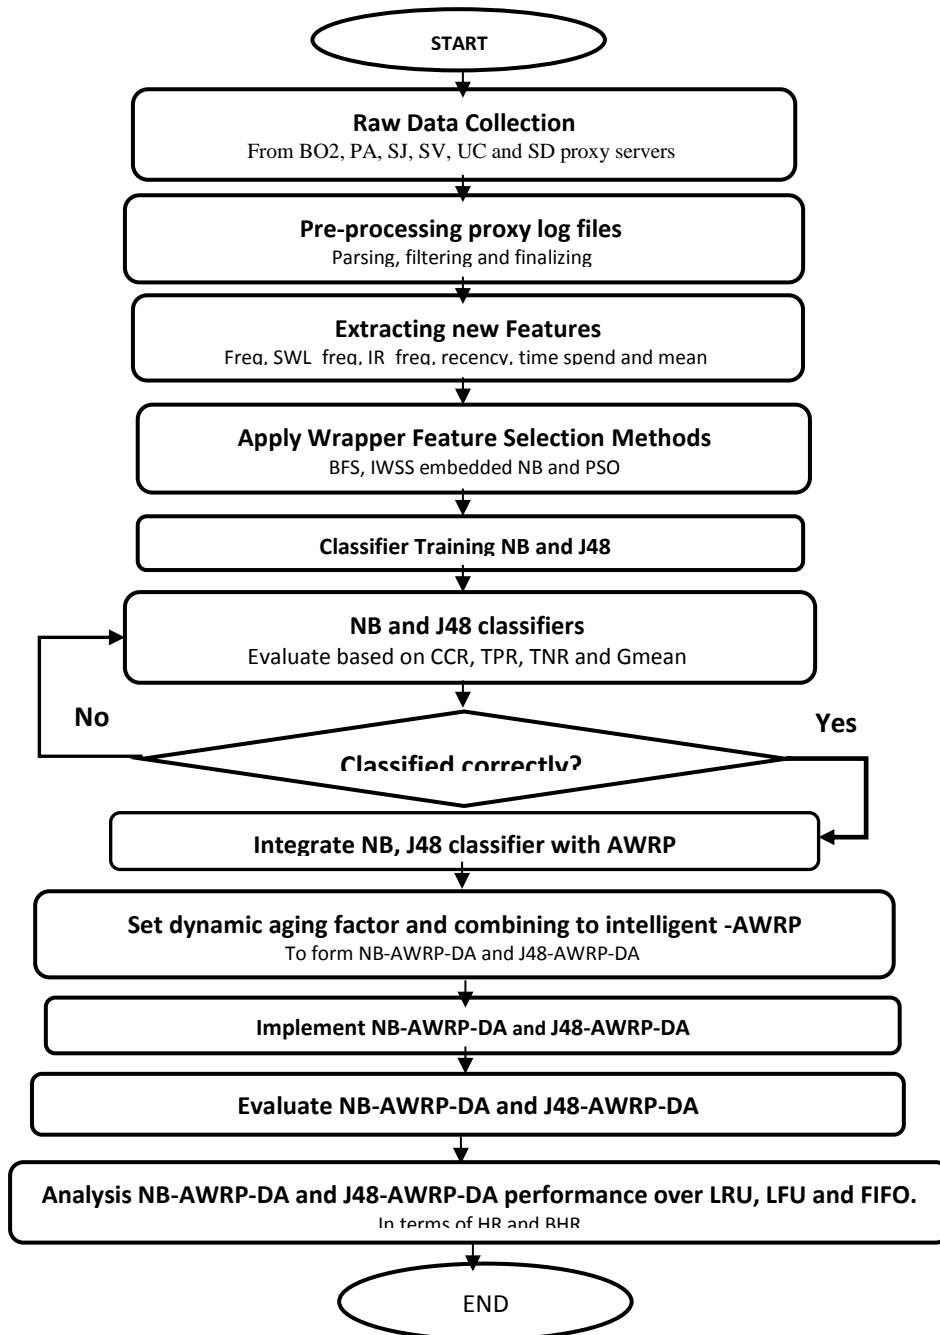 START
Raw Data Collection
From BO2, PA, SJ, SV, UC and SD proxy servers
Pre-processing proxy log files
Parsing, filtering and finalizing
Extracting new Features
Freq, SWL_freq, IR_freq, recency, time spend and mean
Apply Wrapper Feature Selection Methods
BFS, IWSS embedded NB and PSO
Classifier Training NB and J48
NB and J48 classifiers
Evaluate based on CCR, TPR, TNR and Gmean
No
Yes
Classified correctly?
Integrate NB, J48 classifier with AWRP
Set dynamic aging factor and combining to intelligent -AWRP
To form NB-AWRP-DA and J48-AWRP-DA
Implement NB-AWRP-DA and J48-AWRP-DA
Evaluate NB-AWRP-DA and J48-AWRP-DA
Analysis NB-AWRP-DA and J48-AWRP-DA performance over LRU, LFU and FIFO.
In terms of HR and BHR
END